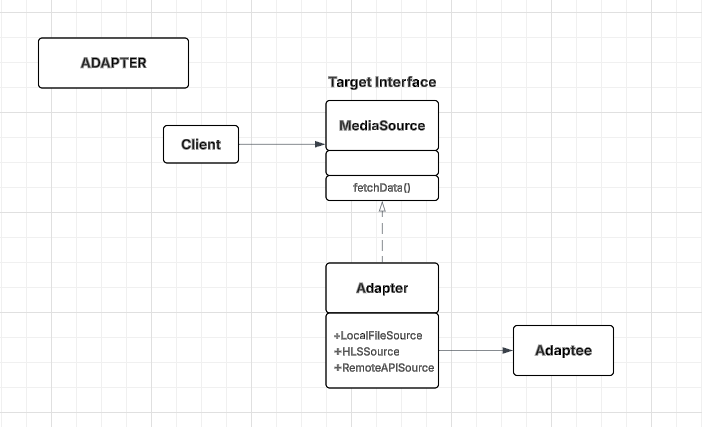 ADAPTER
Target Interface
MediaSource
Client
fetchData()
Adapter
+LocalFileSource
+HLSSource
+RemoteAPISource
Adaptee